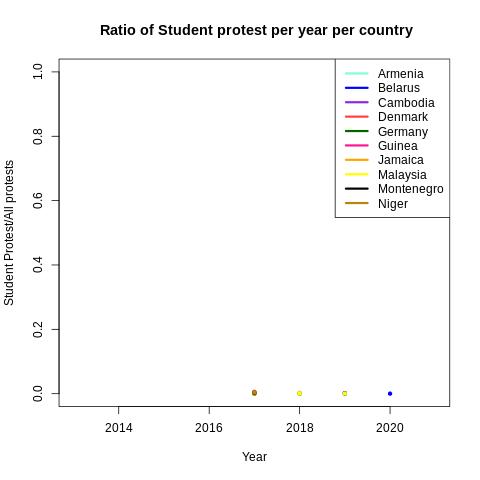 Ratio of Student protest per year per country
Armenia
Belarus
Cambodia
Denmark
Germany
Guinea
Jamaica
Malaysia
Montenegro
Niger
Student Protest/All protests
1.0
0.8
0.6
0.4
0.2
0.0
2014 2016 2018 2020
Year